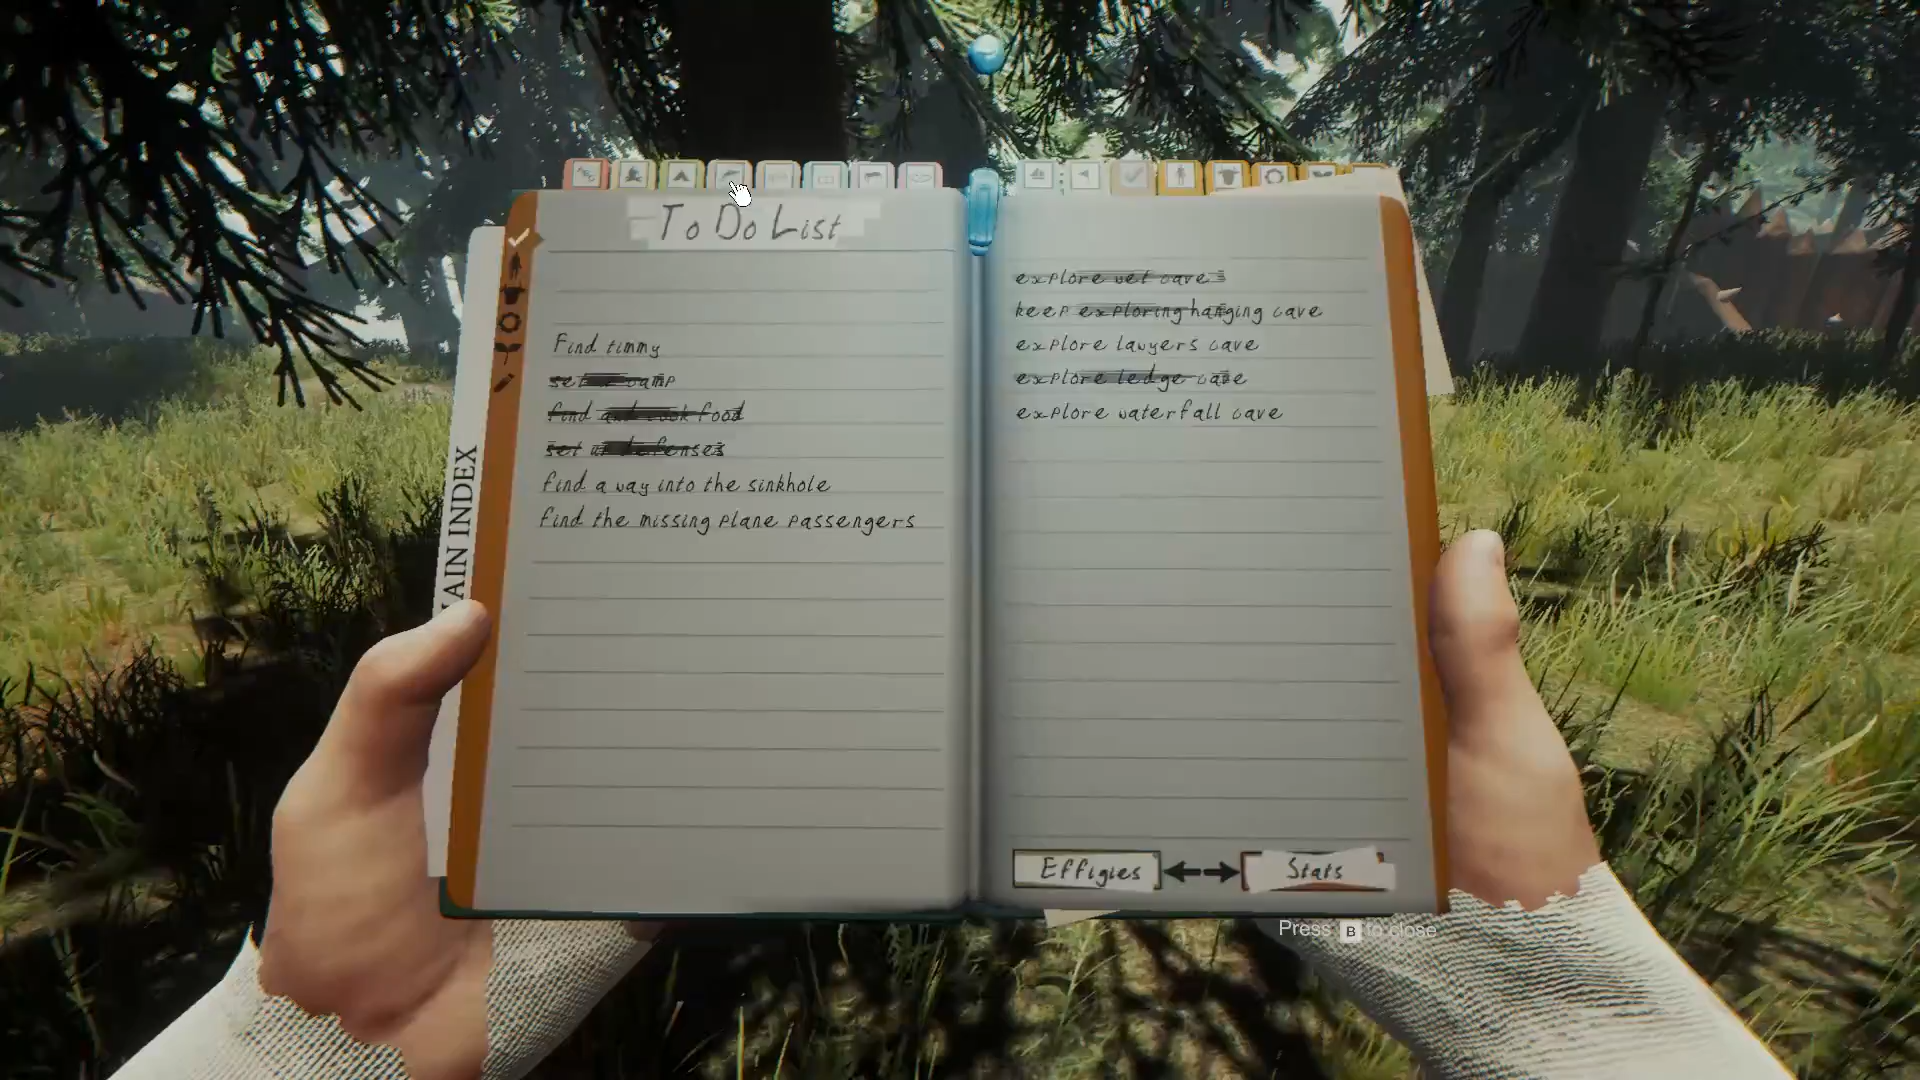 To Do List
Find timmy
set up camp
find and cook food
set up defenses
find a way into the sinkhole
find the missing plane passengers
explore wet cave
keep exploring hanging cave
explore lawyers cave
explore ledge cave
explore waterfall cave
AIN INDEX
Effigies
Stats
Press B to close